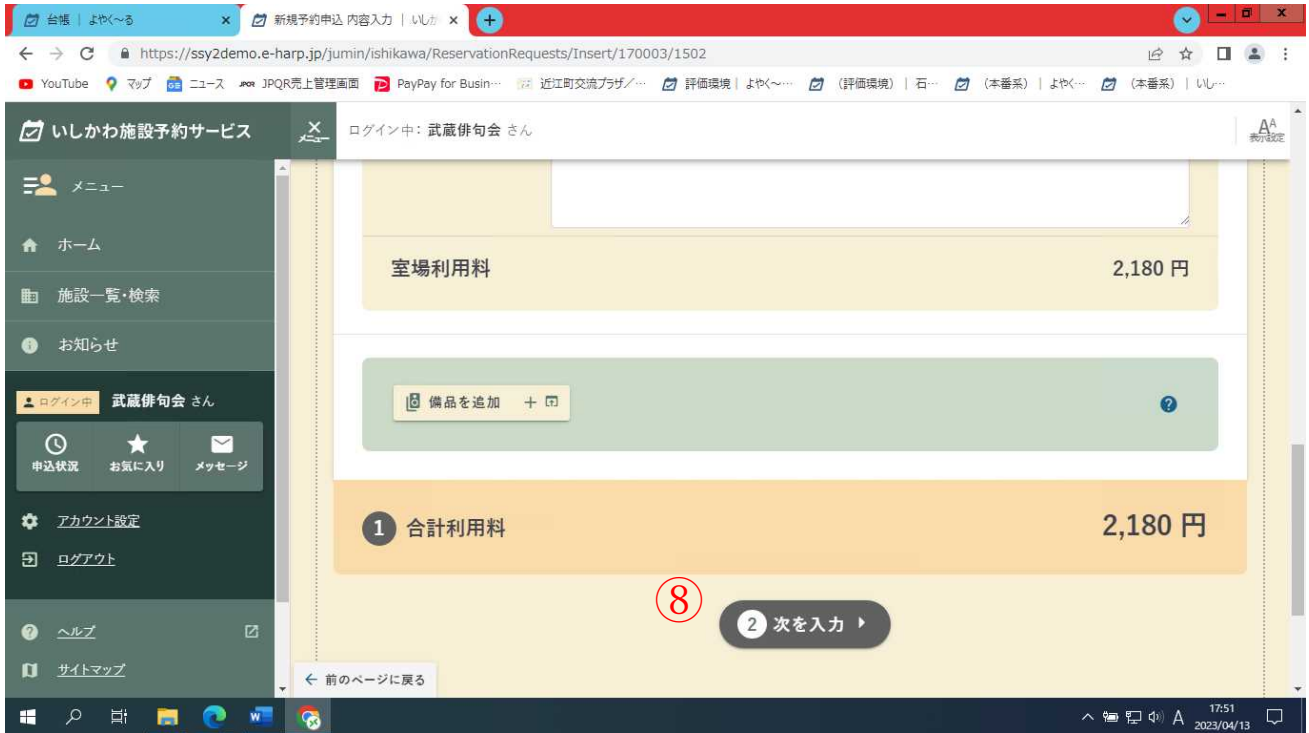 台帳 | よやく~る
新規予約申込 内容入力 | いしか
https://ssy2demo.e-harp.jp/jumin/ishikawa/ReservationRequests/Insert/170003/1502
YouTube マップ ニュース JPQR売上管理画面 PayPay for Busin… 近江町交流プラザ/… 評価環境 | よやく~… (評価環境) | 石… (本番系) | よやく… (本番系) | いし…
いしかわ施設予約サービス
メニュー
ログイン中: 武蔵俳句会 さん
AA
表示設定
メニュー
ホーム
施設一覧・検索
お知らせ
ログイン中 武蔵俳句会 さん
申込状況 お気に入り メッセージ
アカウント設定
ログアウト
ヘルプ
サイトマップ
室場利用料 2,180 円
備品を追加 +
?
1 合計利用料 2,180 円
⑧
2 次を入力
← 前のページに戻る
A 17:51
2023/04/13